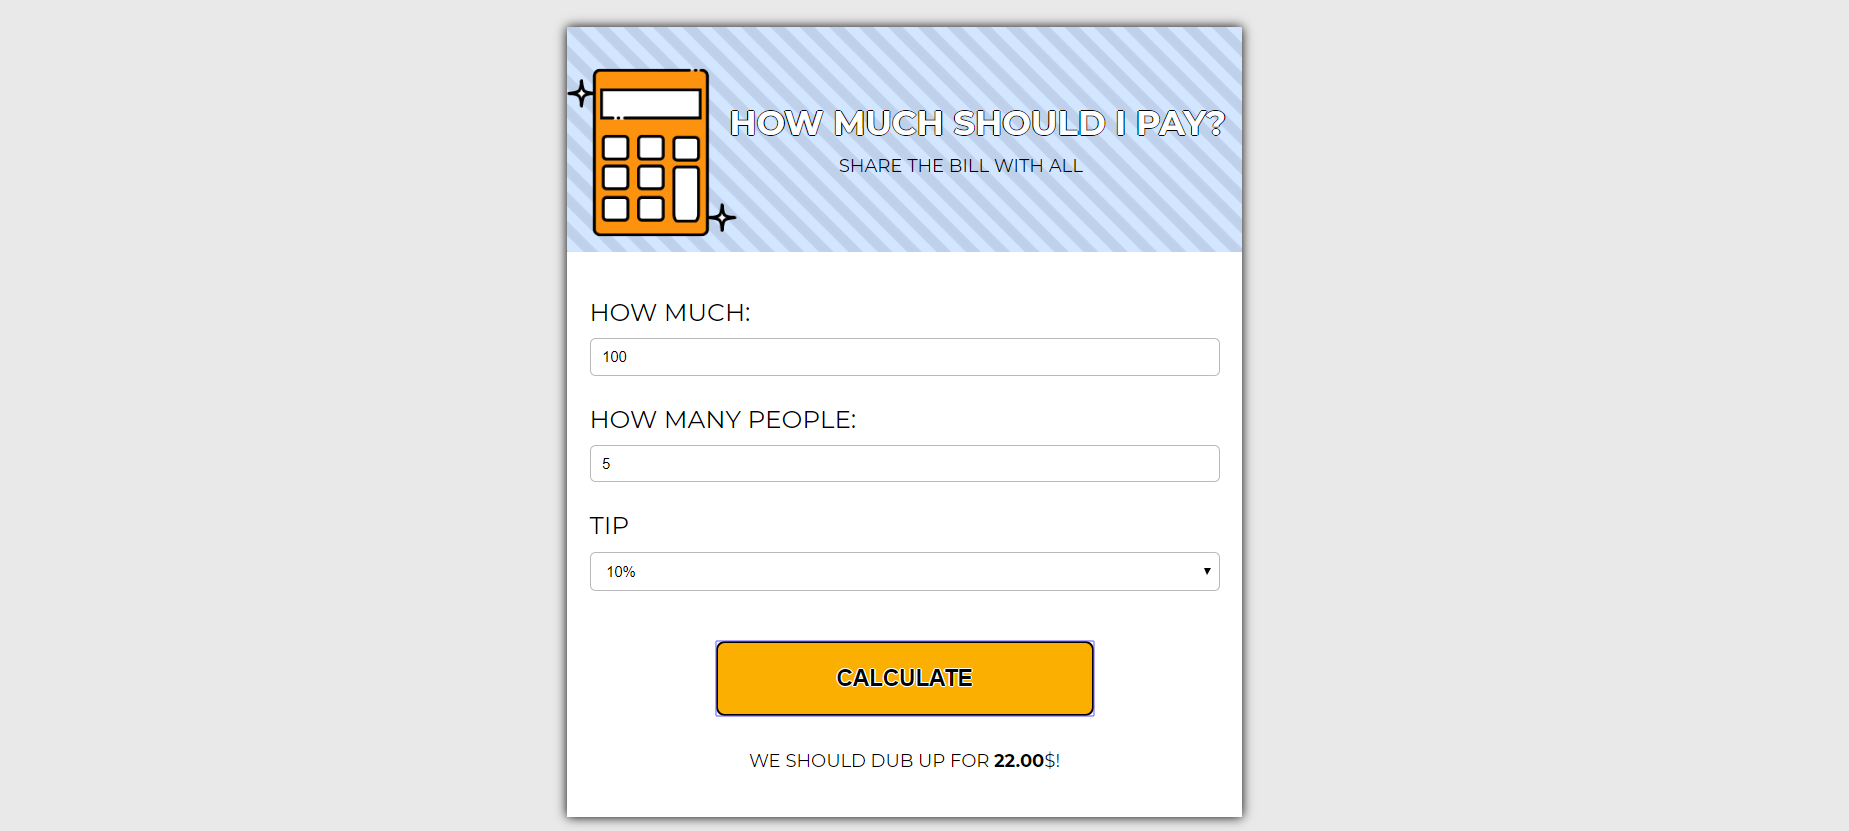 HOW MUCH SHOULD I PAY?
SHARE THE BILL WITH ALL
HOW MUCH:
100
HOW MANY PEOPLE:
5
TIP
10%
CALCULATE
WE SHOULD DUB UP FOR 22.00$!